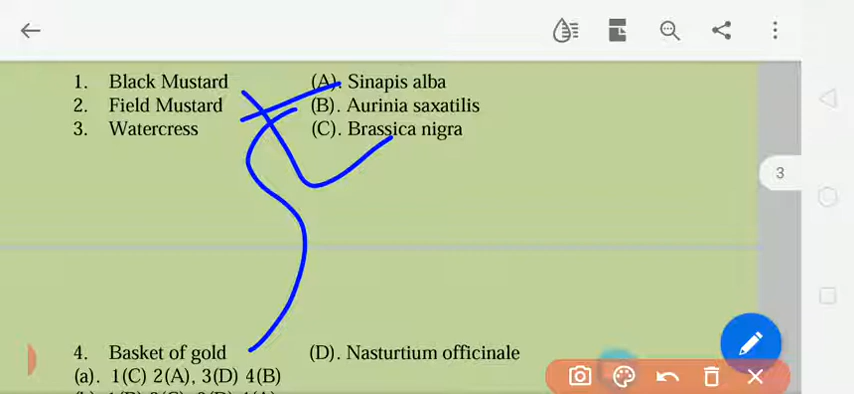 1. Black Mustard (A). Sinapis alba
2. Field Mustard (B). Aurinia saxatilis
3. Watercress (C). Brassica nigra
3
4. Basket of gold (D). Nasturtium officinale
(a). 1(C) 2(A), 3(D) 4(B)